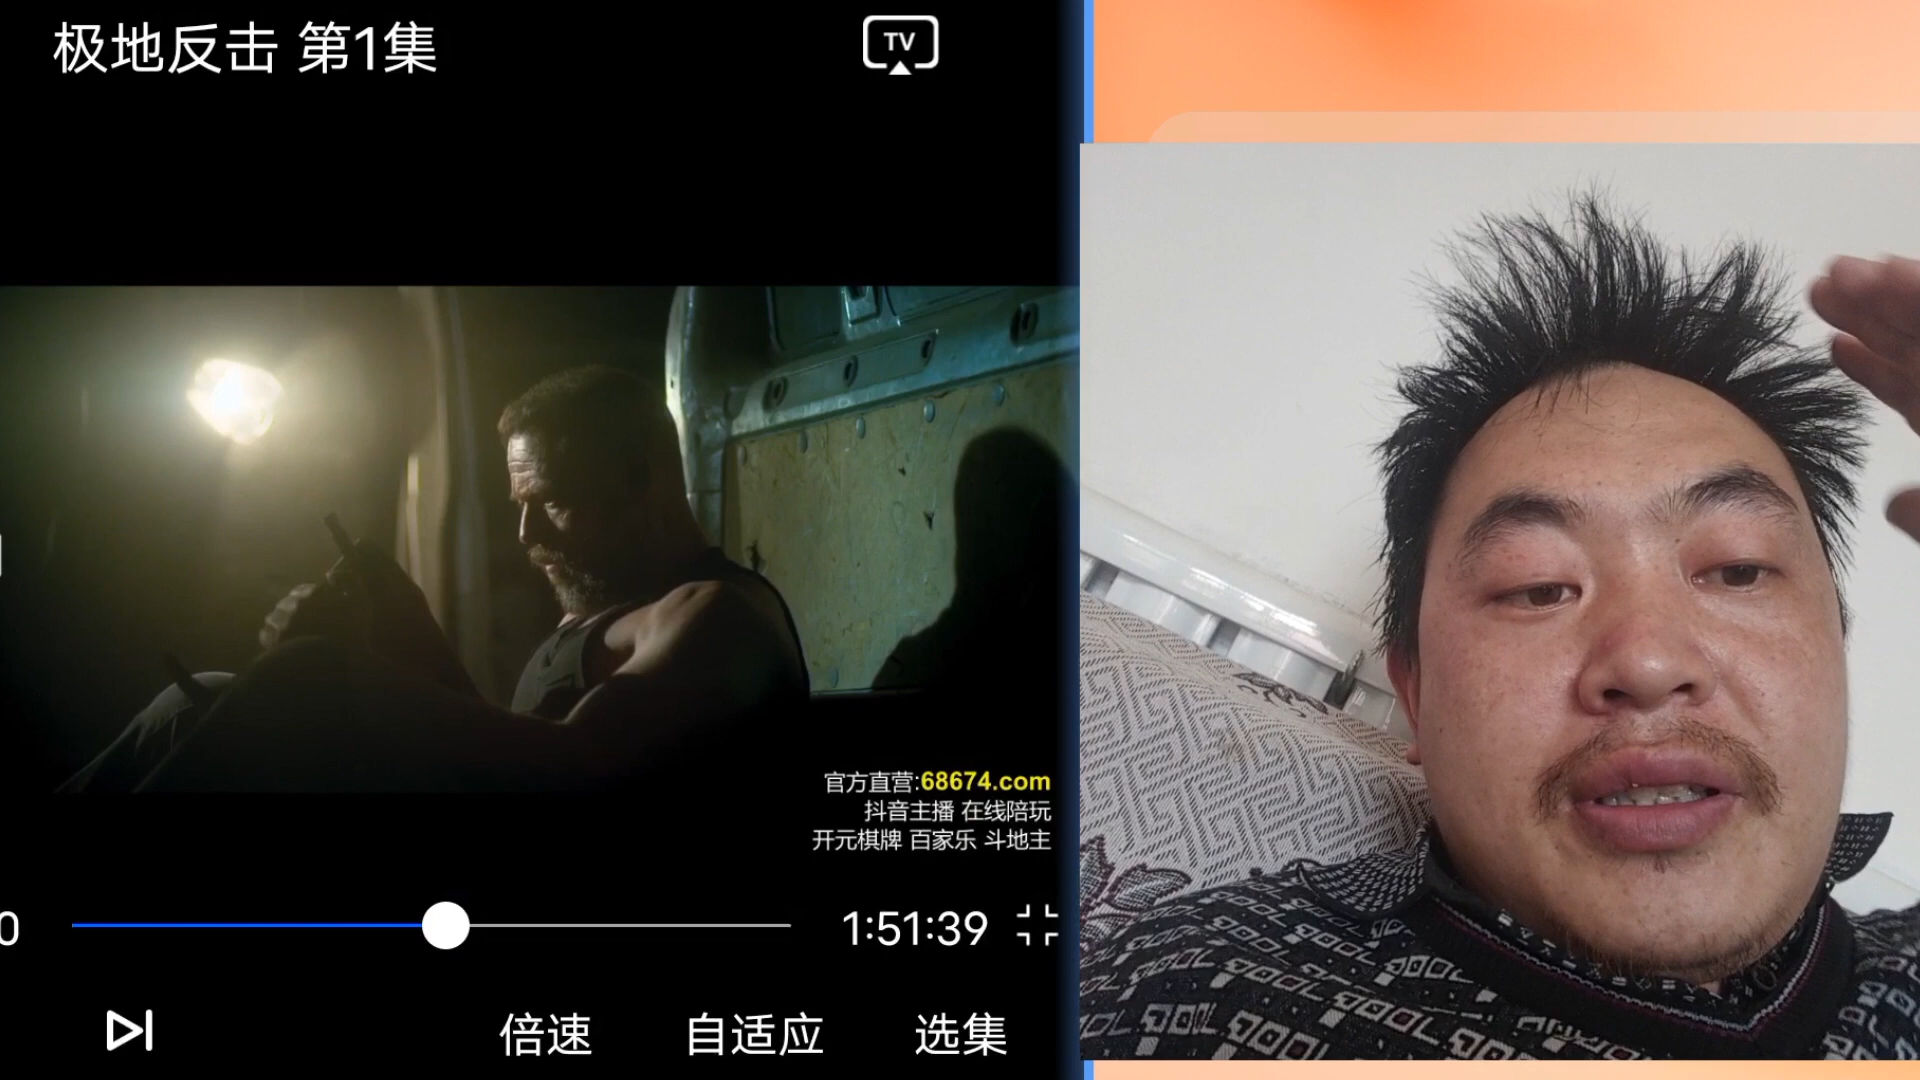 极地反击 第1集
TV
官方直营:68674.com
抖音主播 在线陪玩
开元棋牌 百家乐 斗地主
0
1:51:39
倍速
自适应
选集